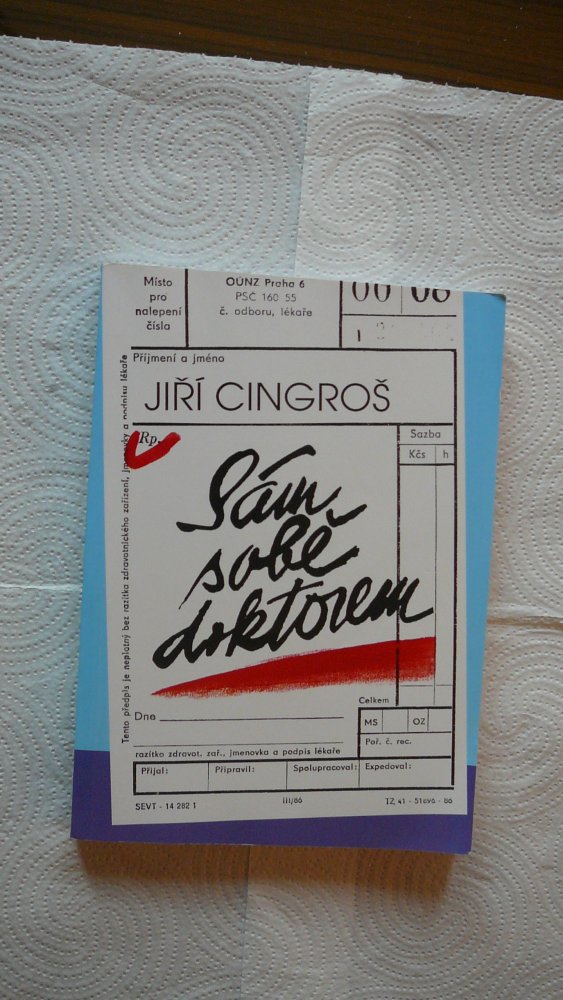 Místo
pro
nalepení
čísla
OÚNZ Praha 6
PSČ 160 55
č. odboru, lékaře
00 08
Příjmení a jméno
JIŘÍ CINGROŠ
Rp.
Sazba
Kčs h
Sám
sobě
doktorem
Tento předpis je neplatný bez razítka zdravotnického zařízení, jmenovky a podpisu lékaře
Dne
Celkem
MS OZ
Poř. č. rec.
razítko zdravot. zař., jmenovka a podpis lékaře
Přijal: Připravil: Spolupracoval: Expedoval:
SEVT - 14 282 1 III/86